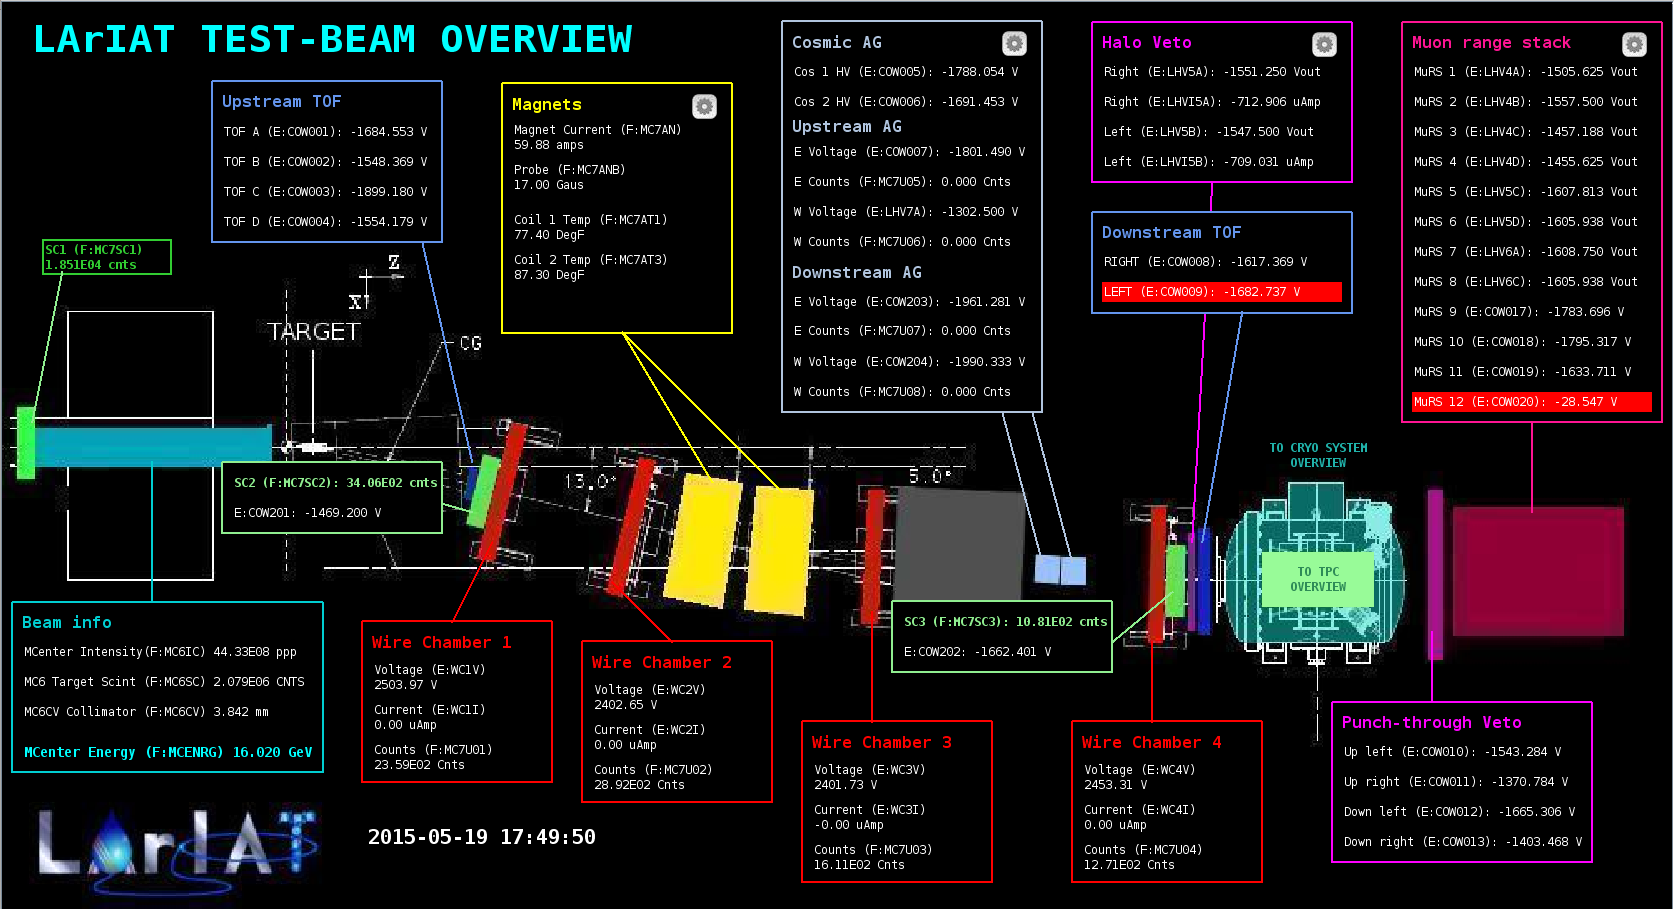 LArIAT TEST-BEAM OVERVIEW
Upstream TOF
TOF A (E:COW001): -1684.553 V
TOF B (E:COW002): -1548.369 V
TOF C (E:COW003): -1899.180 V
TOF D (E:COW004): -1554.179 V
Magnets
Magnet Current (F:MC7AN)
59.88 amps
Probe (F:MC7ANB)
17.00 Gaus
Coil 1 Temp (F:MC7AT1)
77.40 DegF
Coil 2 Temp (F:MC7AT3)
87.30 DegF
Cosmic AG
Cos 1 HV (E:COW005): -1788.054 V
Cos 2 HV (E:COW006): -1691.453 V
Upstream AG
E Voltage (E:COW007): -1801.490 V
E Counts (F:MC7U05): 0.000 Cnts
W Voltage (E:LHV7A): -1302.500 V
W Counts (F:MC7U06): 0.000 Cnts
Downstream AG
E Voltage (E:COW203): -1961.281 V
E Counts (F:MC7U07): 0.000 Cnts
W Voltage (E:COW204): -1990.333 V
W Counts (F:MC7U08): 0.000 Cnts
Halo Veto
Right (E:LHV5A): -1551.250 Vout
Right (E:LHVI5A): -712.906 uAmp
Left (E:LHV5B): -1547.500 Vout
Left (E:LHVI5B): -709.031 uAmp
Downstream TOF
RIGHT (E:COW008): -1617.369 V
LEFT (E:COW009): -1682.737 V
Muon range stack
MuRS 1 (E:LHV4A): -1505.625 Vout
MuRS 2 (E:LHV4B): -1557.500 Vout
MuRS 3 (E:LHV4C): -1457.188 Vout
MuRS 4 (E:LHV4D): -1455.625 Vout
MuRS 5 (E:LHV5C): -1607.813 Vout
MuRS 6 (E:LHV5D): -1605.938 Vout
MuRS 7 (E:LHV6A): -1608.750 Vout
MuRS 8 (E:LHV6C): -1605.938 Vout
MuRS 9 (E:COW017): -1783.696 V
MuRS 10 (E:COW018): -1795.317 V
MuRS 11 (E:COW019): -1633.711 V
MuRS 12 (E:COW020): -28.547 V
SC1 (F:MC7SC1)
1.851E04 cnts
Z
X
TARGET
CG
13.0°
5.0°
SC2 (F:MC7SC2): 34.06E02 cnts
E:COW201: -1469.200 V
TO CRYO SYSTEM
OVERVIEW
TO TPC
OVERVIEW
SC3 (F:MC7SC3): 10.81E02 cnts
E:COW202: -1662.401 V
Beam info
MCenter Intensity(F:MC6IC) 44.33E08 ppp
MC6 Target Scint (F:MC6SC) 2.079E06 CNTS
MC6CV Collimator (F:MC6CV) 3.842 mm
MCenter Energy (F:MCENRG) 16.020 GeV
Wire Chamber 1
Voltage (E:WC1V)
2503.97 V
Current (E:WC1I)
0.00 uAmp
Counts (F:MC7U01)
23.59E02 Cnts
Wire Chamber 2
Voltage (E:WC2V)
2402.65 V
Current (E:WC2I)
0.00 uAmp
Counts (F:MC7U02)
28.92E02 Cnts
Wire Chamber 3
Voltage (E:WC3V)
2401.73 V
Current (E:WC3I)
-0.00 uAmp
Counts (F:MC7U03)
16.11E02 Cnts
Wire Chamber 4
Voltage (E:WC4V)
2453.31 V
Current (E:WC4I)
0.00 uAmp
Counts (F:MC7U04)
12.71E02 Cnts
Punch-through Veto
Up left (E:COW010): -1543.284 V
Up right (E:COW011): -1370.784 V
Down left (E:COW012): -1665.306 V
Down right (E:COW013): -1403.468 V
LArIAT
2015-05-19 17:49:50